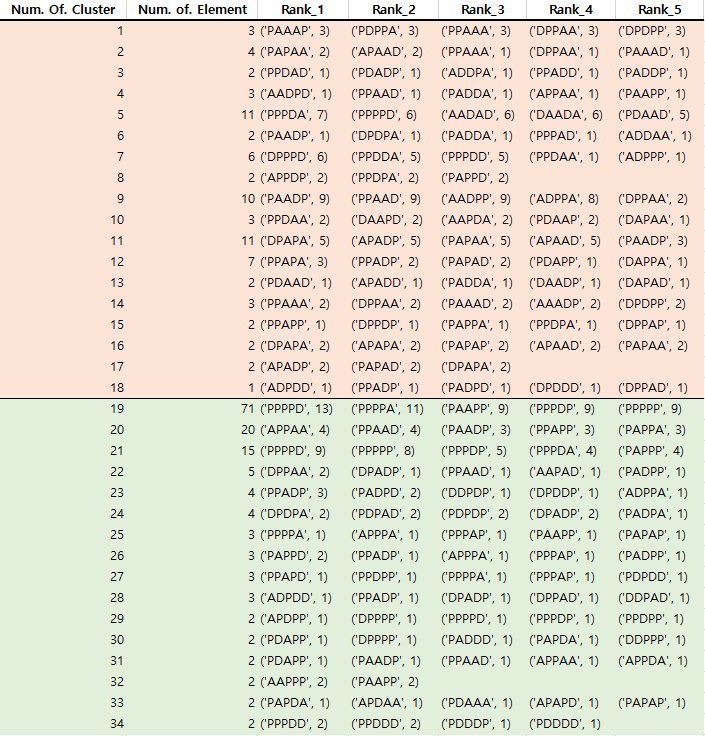 Num. Of. Cluster Num. of. Element Rank_1 Rank_2 Rank_3 Rank_4 Rank_5
1 3 ('PAAAP', 3) ('PDPPA', 3) ('PPAAA', 3) ('DPPAA', 3) ('DPDPP', 3)
2 4 ('PAPAA', 2) ('APAAD', 2) ('PPAAA', 1) ('DPPAA', 1) ('PAAAD', 1)
3 2 ('PPDAD', 1) ('PDADP', 1) ('ADDPA', 1) ('PPADD', 1) ('PADDP', 1)
4 3 ('AADPD', 1) ('PPAAD', 1) ('PADDA', 1) ('APPAA', 1) ('PAAPP', 1)
5 11 ('PPPDA', 7) ('PPPPD', 6) ('AADAD', 6) ('DAADA', 6) ('PDAAD', 5)
6 2 ('PAADP', 1) ('DPDPA', 1) ('PADDA', 1) ('PPPAD', 1) ('ADDAA', 1)
7 6 ('DPPPD', 6) ('PPDDA', 5) ('PPPDD', 5) ('PPDAA', 1) ('ADPPP', 1)
8 2 ('APPDP', 2) ('PPDPA', 2) ('PAPPD', 2)
9 10 ('PAADP', 9) ('PPAAD', 9) ('AADPP', 9) ('ADPPA', 8) ('DPPAA', 2)
10 3 ('PPDAA', 2) ('DAAPD', 2) ('AAPDA', 2) ('PDAAP', 2) ('DAPAA', 1)
11 11 ('DPAPA', 5) ('APADP', 5) ('PAPAA', 5) ('APAAD', 5) ('PAADP', 3)
12 7 ('PPAPA', 3) ('PPADP', 2) ('PAPAD', 2) ('PDAPP', 1) ('DAPPA', 1)
13 2 ('PDAAD', 1) ('APADD', 1) ('PADDA', 1) ('DAADP', 1) ('DAPAD', 1)
14 3 ('PPAAA', 2) ('DPPAA', 2) ('PAAAD', 2) ('AAADP', 2) ('DPDPP', 2)
15 2 ('PPAPP', 1) ('DPPDP', 1) ('PAPPA', 1) ('PPDPA', 1) ('DPPAP', 1)
16 2 ('DPAPA', 2) ('APAPA', 2) ('PAPAP', 2) ('APAAD', 2) ('PAPAA', 2)
17 2 ('APADP', 2) ('PAPAD', 2) ('DPAPA', 2)
18 1 ('ADPDD', 1) ('PPADP', 1) ('PADPD', 1) ('DPDDD', 1) ('DPPAD', 1)
19 71 ('PPPPD', 13) ('PPPPA', 11) ('PAAPP', 9) ('PPPDP', 9) ('PPPPP', 9)
20 20 ('APPAA', 4) ('PPAAD', 4) ('PAADP', 3) ('PPAPP', 3) ('PAPPA', 3)
21 15 ('PPPPD', 9) ('PPPPP', 8) ('PPPDP', 5) ('PPPDA', 4) ('PAPPP', 4)
22 5 ('DPPAA', 2) ('DPADP', 1) ('PPAAD', 1) ('AAPAD', 1) ('PADPP', 1)
23 4 ('PPADP', 3) ('PADPD', 2) ('DDPDP', 1) ('DPDDP', 1) ('ADPPA', 1)
24 4 ('DPDPA', 2) ('PDPAD', 2) ('PDPDP', 2) ('DPADP', 2) ('PADPA', 1)
25 3 ('PPPPA', 1) ('APPPA', 1) ('PPPAP', 1) ('PAAPP', 1) ('PAPAP', 1)
26 3 ('PAPPD', 2) ('PPADP', 1) ('APPPA', 1) ('PPPAP', 1) ('PADPP', 1)
27 3 ('PPAPD', 1) ('PPDPP', 1) ('PPPPA', 1) ('PPPAP', 1) ('PDPDD', 1)
28 3 ('ADPDD', 1) ('PPADP', 1) ('DPADP', 1) ('DPPAD', 1) ('DDPAD', 1)
29 2 ('APDPP', 1) ('DPPPP', 1) ('PPPPD', 1) ('PPPDP', 1) ('PPDPP', 1)
30 2 ('PDAPP', 1) ('DPPPP', 1) ('PADDD', 1) ('PAPDA', 1) ('DDPPP', 1)
31 2 ('PDAPP', 1) ('PAADP', 1) ('PPAAD', 1) ('APPAA', 1) ('APPDA', 1)
32 2 ('AAPPP', 2) ('PAAPP', 2)
33 2 ('PAPDA', 1) ('APDAA', 1) ('PDAAA', 1) ('APAPD', 1) ('PAPAP', 1)
34 2 ('PPPDD', 2) ('PPDDD', 2) ('PDDDP', 1) ('PDDDD', 1)